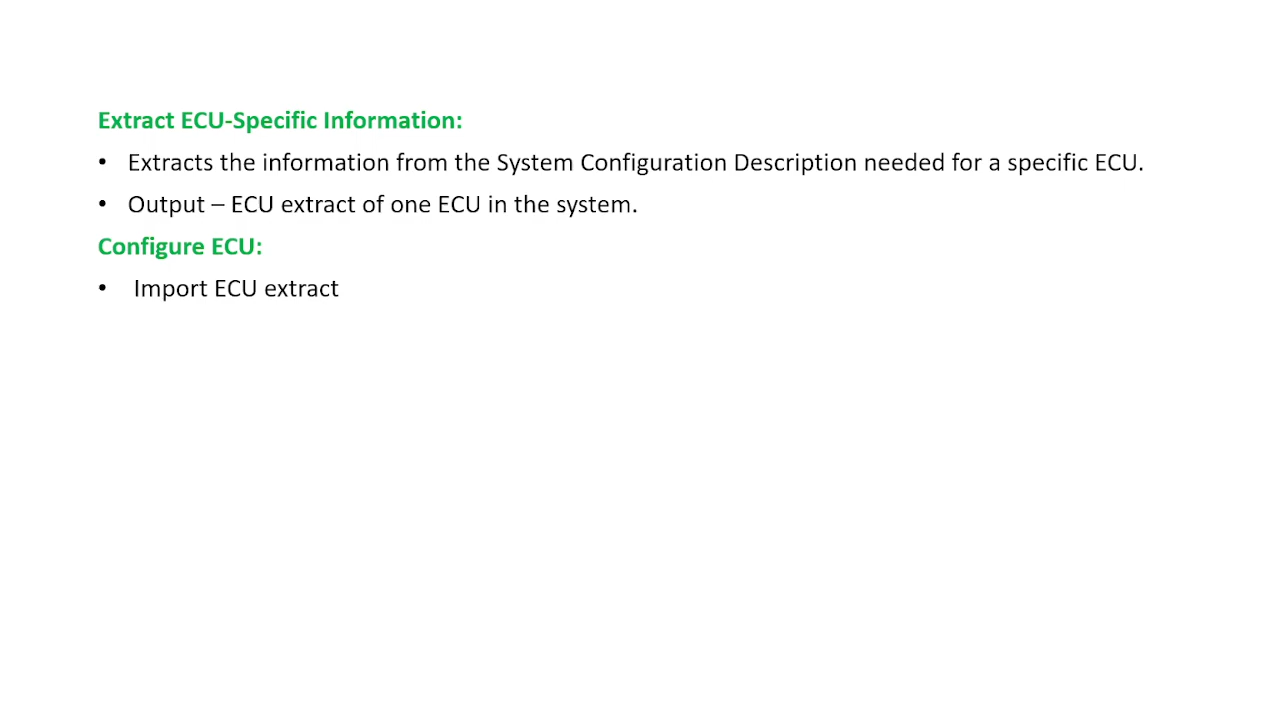 Extract ECU-Specific Information:
• Extracts the information from the System Configuration Description needed for a specific ECU.
• Output – ECU extract of one ECU in the system.
Configure ECU:
• Import ECU extract